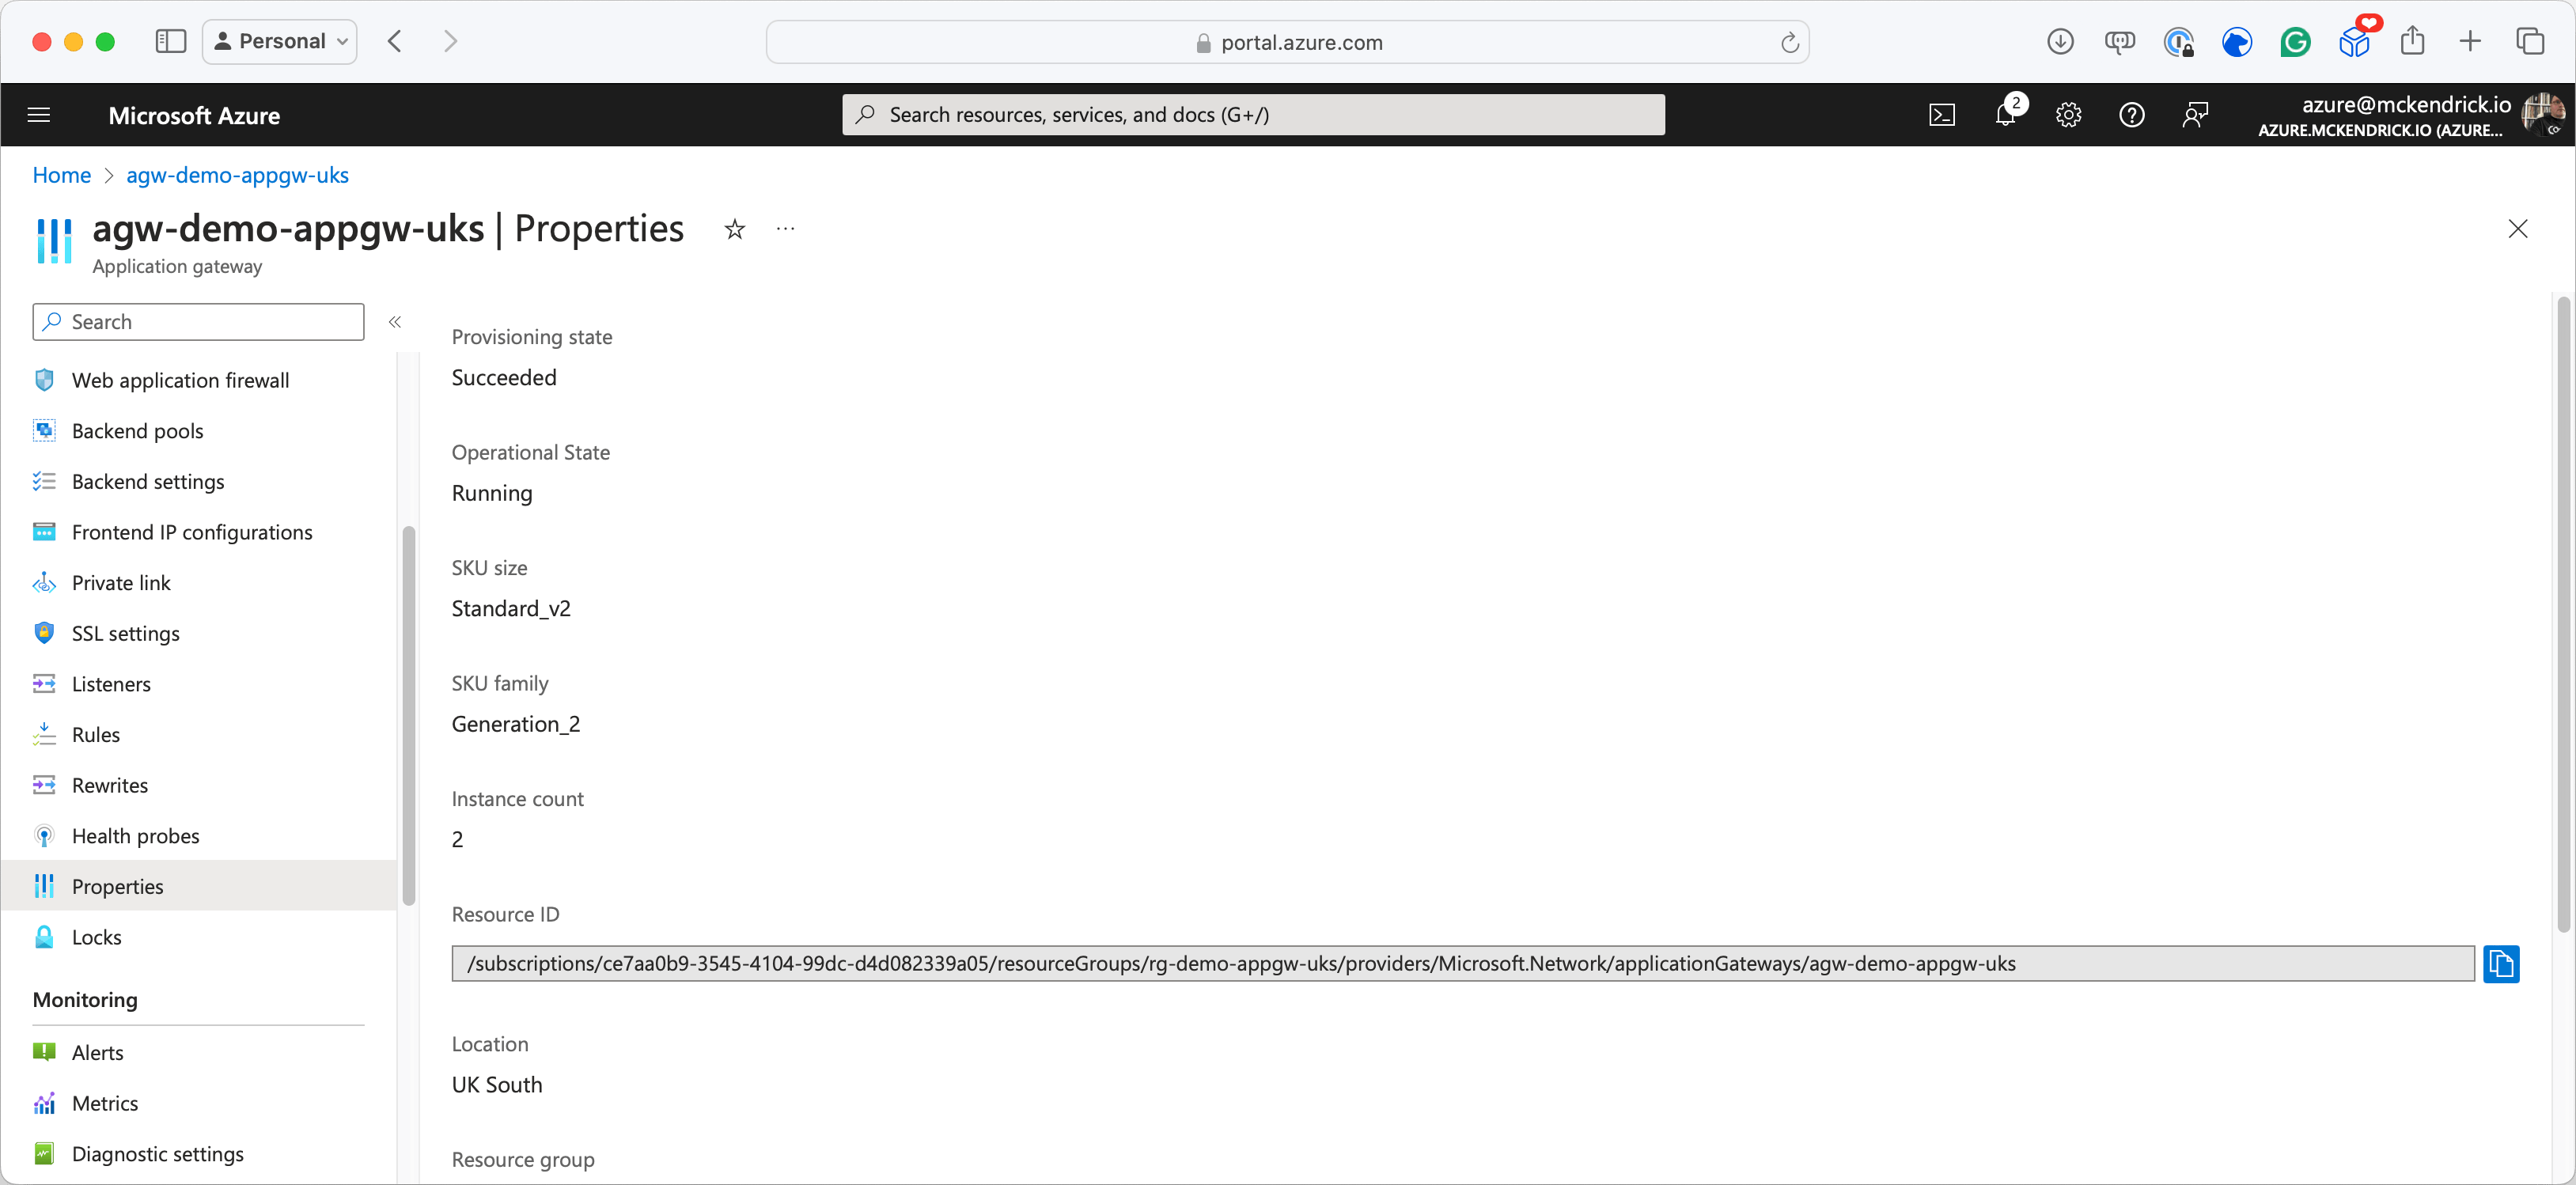 Personal
portal.azure.com
Microsoft Azure
Search resources, services, and docs (G+/)
2
azure@mckendrick.io
AZURE.MCKENDRICK.IO (AZURE...
Home > agw-demo-appgw-uks
agw-demo-appgw-uks | Properties
Application gateway
Search
Web application firewall
Backend pools
Backend settings
Frontend IP configurations
Private link
SSL settings
Listeners
Rules
Rewrites
Health probes
Properties
Locks
Monitoring
Alerts
Metrics
Diagnostic settings
Provisioning state
Succeeded
Operational State
Running
SKU size
Standard_v2
SKU family
Generation_2
Instance count
2
Resource ID
/subscriptions/ce7aa0b9-3545-4104-99dc-d4d082339a05/resourceGroups/rg-demo-appgw-uks/providers/Microsoft.Network/applicationGateways/agw-demo-appgw-uks
Location
UK South
Resource group